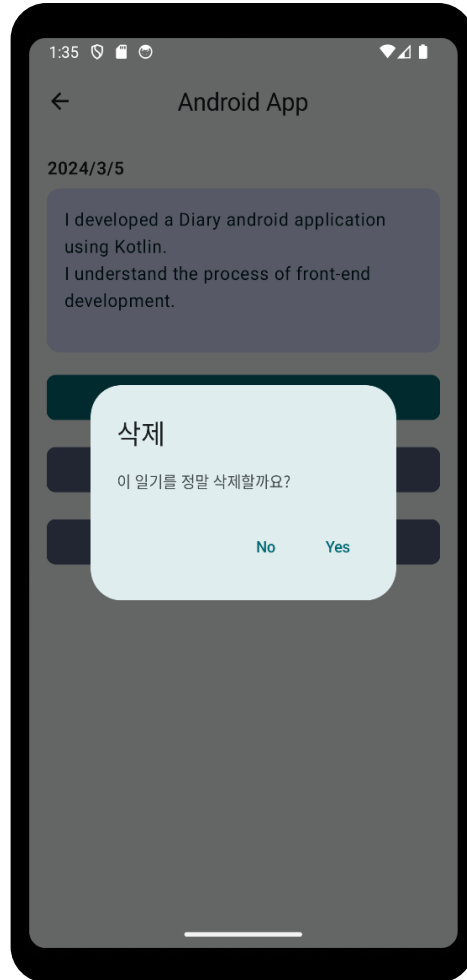 1:35
Android App
2024/3/5
I developed a Diary android application
using Kotlin.
I understand the process of front-end
development.
삭제
이 일기를 정말 삭제할까요?
No Yes